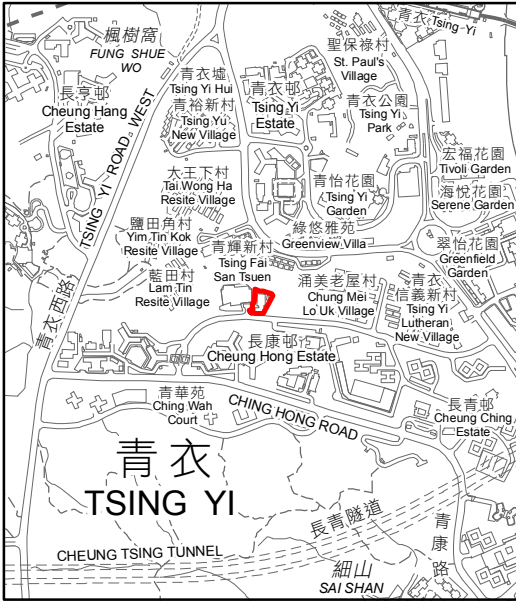 青衣 Tsing Yi
楓樹窩
FUNG SHUE
WO
聖保祿村
St. Paul's
Village
長亨邨
Cheung Hang
Estate
青衣墟
Tsing Yi Hui
青裕新村
Tsing Yu
New Village
青衣邨
Tsing Yi
Estate
青衣公園
Tsing Yi
Park
TSING YI ROAD WEST
宏福花園
Tivoli Garden
海悅花園
Serene Garden
大王下村
Tai Wong Ha
Resite Village
青怡花園
Tsing Yi
Garden
鹽田角村
Yim Tin Kok
Resite Village
綠悠雅苑
Greenview Villa
翠怡花園
Greenfield
Garden
青輝新村
Tsing Fai
San Tsuen
藍田村
Lam Tin
Resite Village
涌美老屋村
Chung Mei
Lo Uk Village
青衣
信義新村
Tsing Yi
Lutheran
New Village
青衣西路
長康邨
Cheung Hong Estate
青華苑
Ching Wah
Court
CHING HONG ROAD
長青邨
Cheung Ching
Estate
青衣
TSING YI
長青隧道
CHEUNG TSING TUNNEL
青康路
細山
SAI SHAN